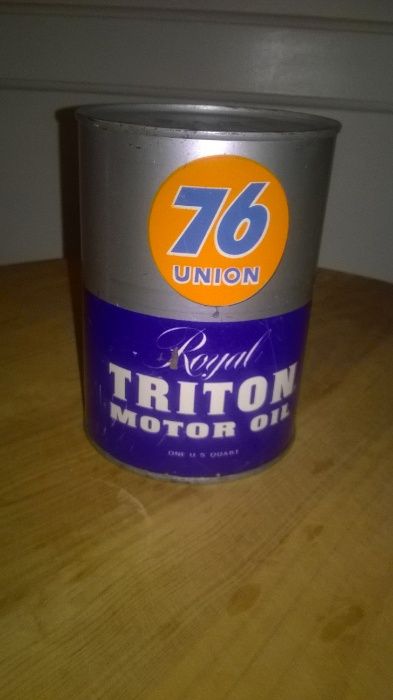 76
UNION
Royal
TRITON
MOTOR OIL
ONE U S QUART